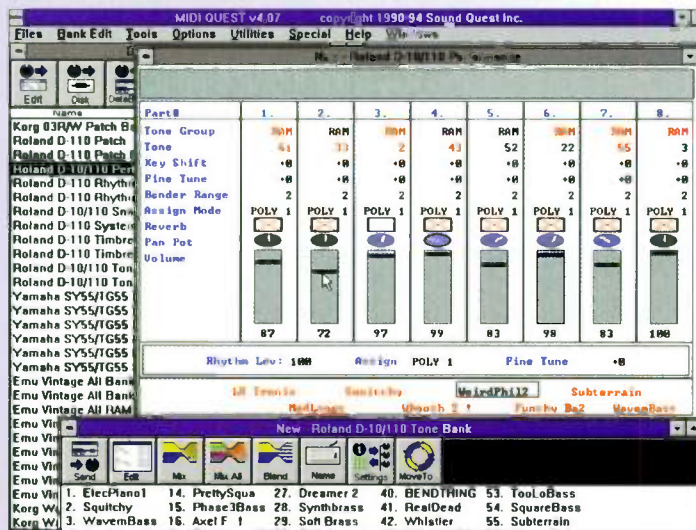 MIDI QUEST v4.07 copyright 1990-94 Sound Quest Inc.
Files Bank Edit Tools Options Utilities Special Help Windows
Roland D-10/110 Performance
Edit Disk
Name
Korg 03R/W Patch
Roland D-110 Patch
Roland D-110 Patch
Roland D-10/110
Roland D-110 Rhyth
Roland D-110 Rhyth
Roland D-10/110
Roland D-110 System
Roland D-110 Timbre
Roland D-110 Timbre
Roland D-10/110 Ton
Roland D-10/110 Ton
Yamaha SY55/TG55
Yamaha SY55/TG55
Yamaha SY55/TG55
Yamaha SY55/TG55
Yamaha SY55/TG55
Yamaha SY55/TG55
Emu Vintage All Bank
Emu Vintage All Bank
Emu Vintage All RAM
Part# 1. 2. 3. 4. 5. 6. 7. 8.
Tone Group RAM RAM RAM RAM RAM RAM RAM RAM
Tone 61 33 2 43 52 22 55 3
Key Shift +0 +0 +0 +0 +0 +0 +0 +0
Fine Tune +0 +0 +0 +0 +0 +0 +0 +0
Bender Range 2 2 2 2 2 2 2 2
Assign Mode POLY 1 POLY 1 POLY 1 POLY 1 POLY 1 POLY 1 POLY 1 POLY 1
Reverb
Pan Pot
Volume
87 72 97 99 83 98 83 100
Rhythm Lev: 100 Assign POLY 1 Fine Tune +0
Squitchy WeirdPhil2 Subterrain
Whoosh 2 ! WavemBass
New Roland D-10/110 Tone Bank
Send Edit Mix Mix All Blend Name Settings MoveTo
1. ElecPiano1 14. PrettySqua 27. Dreamer 2 40. BENDTHING 53. TooLoBass
2. Squitchy 15. Phase3Bass 28. Synthbrass 41. RealDead 54. SquareBass
3. WavemBass 16. Axel F ! 29. Soft Brass 42. Whistler 55. Subterrain